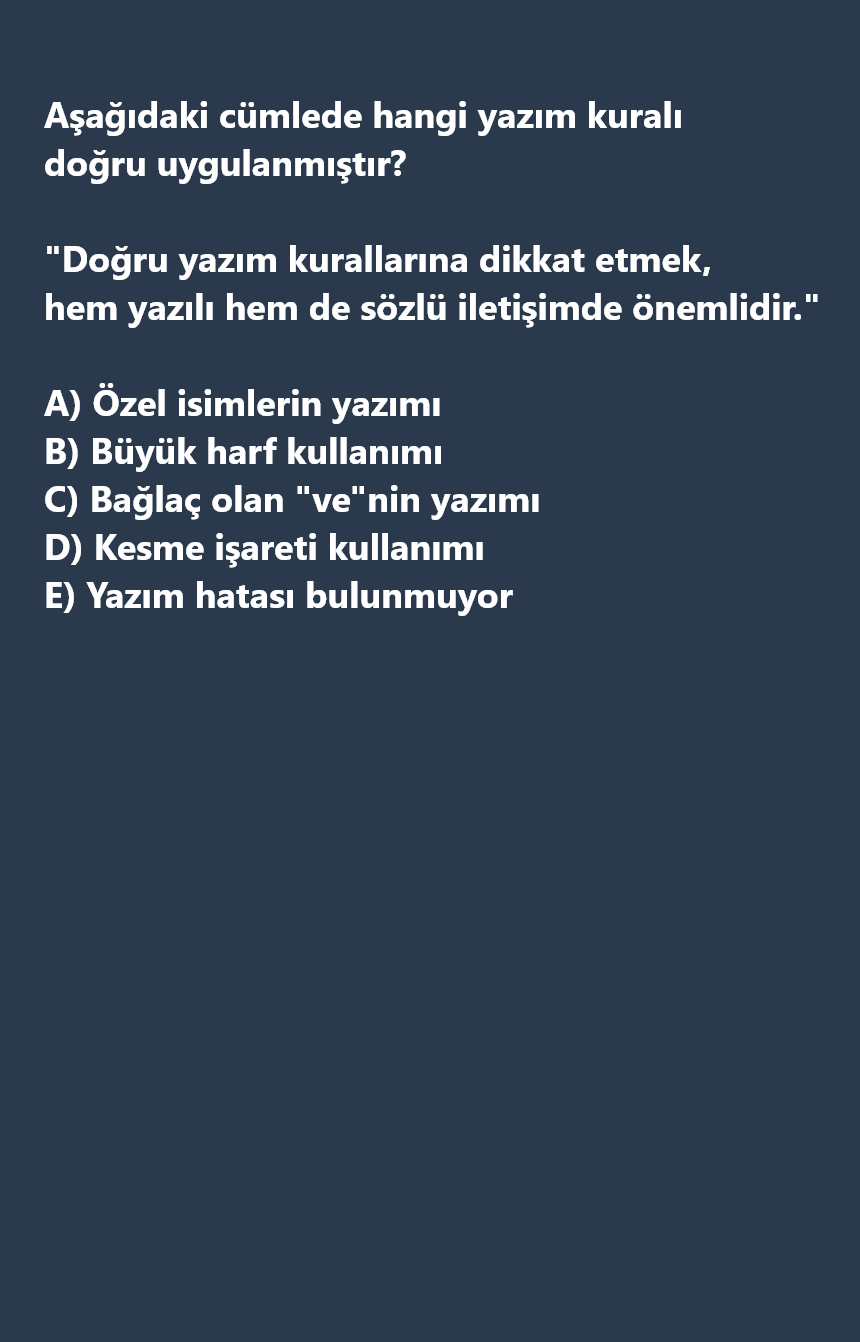 Aşağıdaki cümlede hangi yazım kuralı
doğru uygulanmıştır?
"Doğru yazım kurallarına dikkat etmek,
hem yazılı hem de sözlü iletişimde önemlidir."
A) Özel isimlerin yazımı
B) Büyük harf kullanımı
C) Bağlaç olan "ve"nin yazımı
D) Kesme işareti kullanımı
E) Yazım hatası bulunmuyor